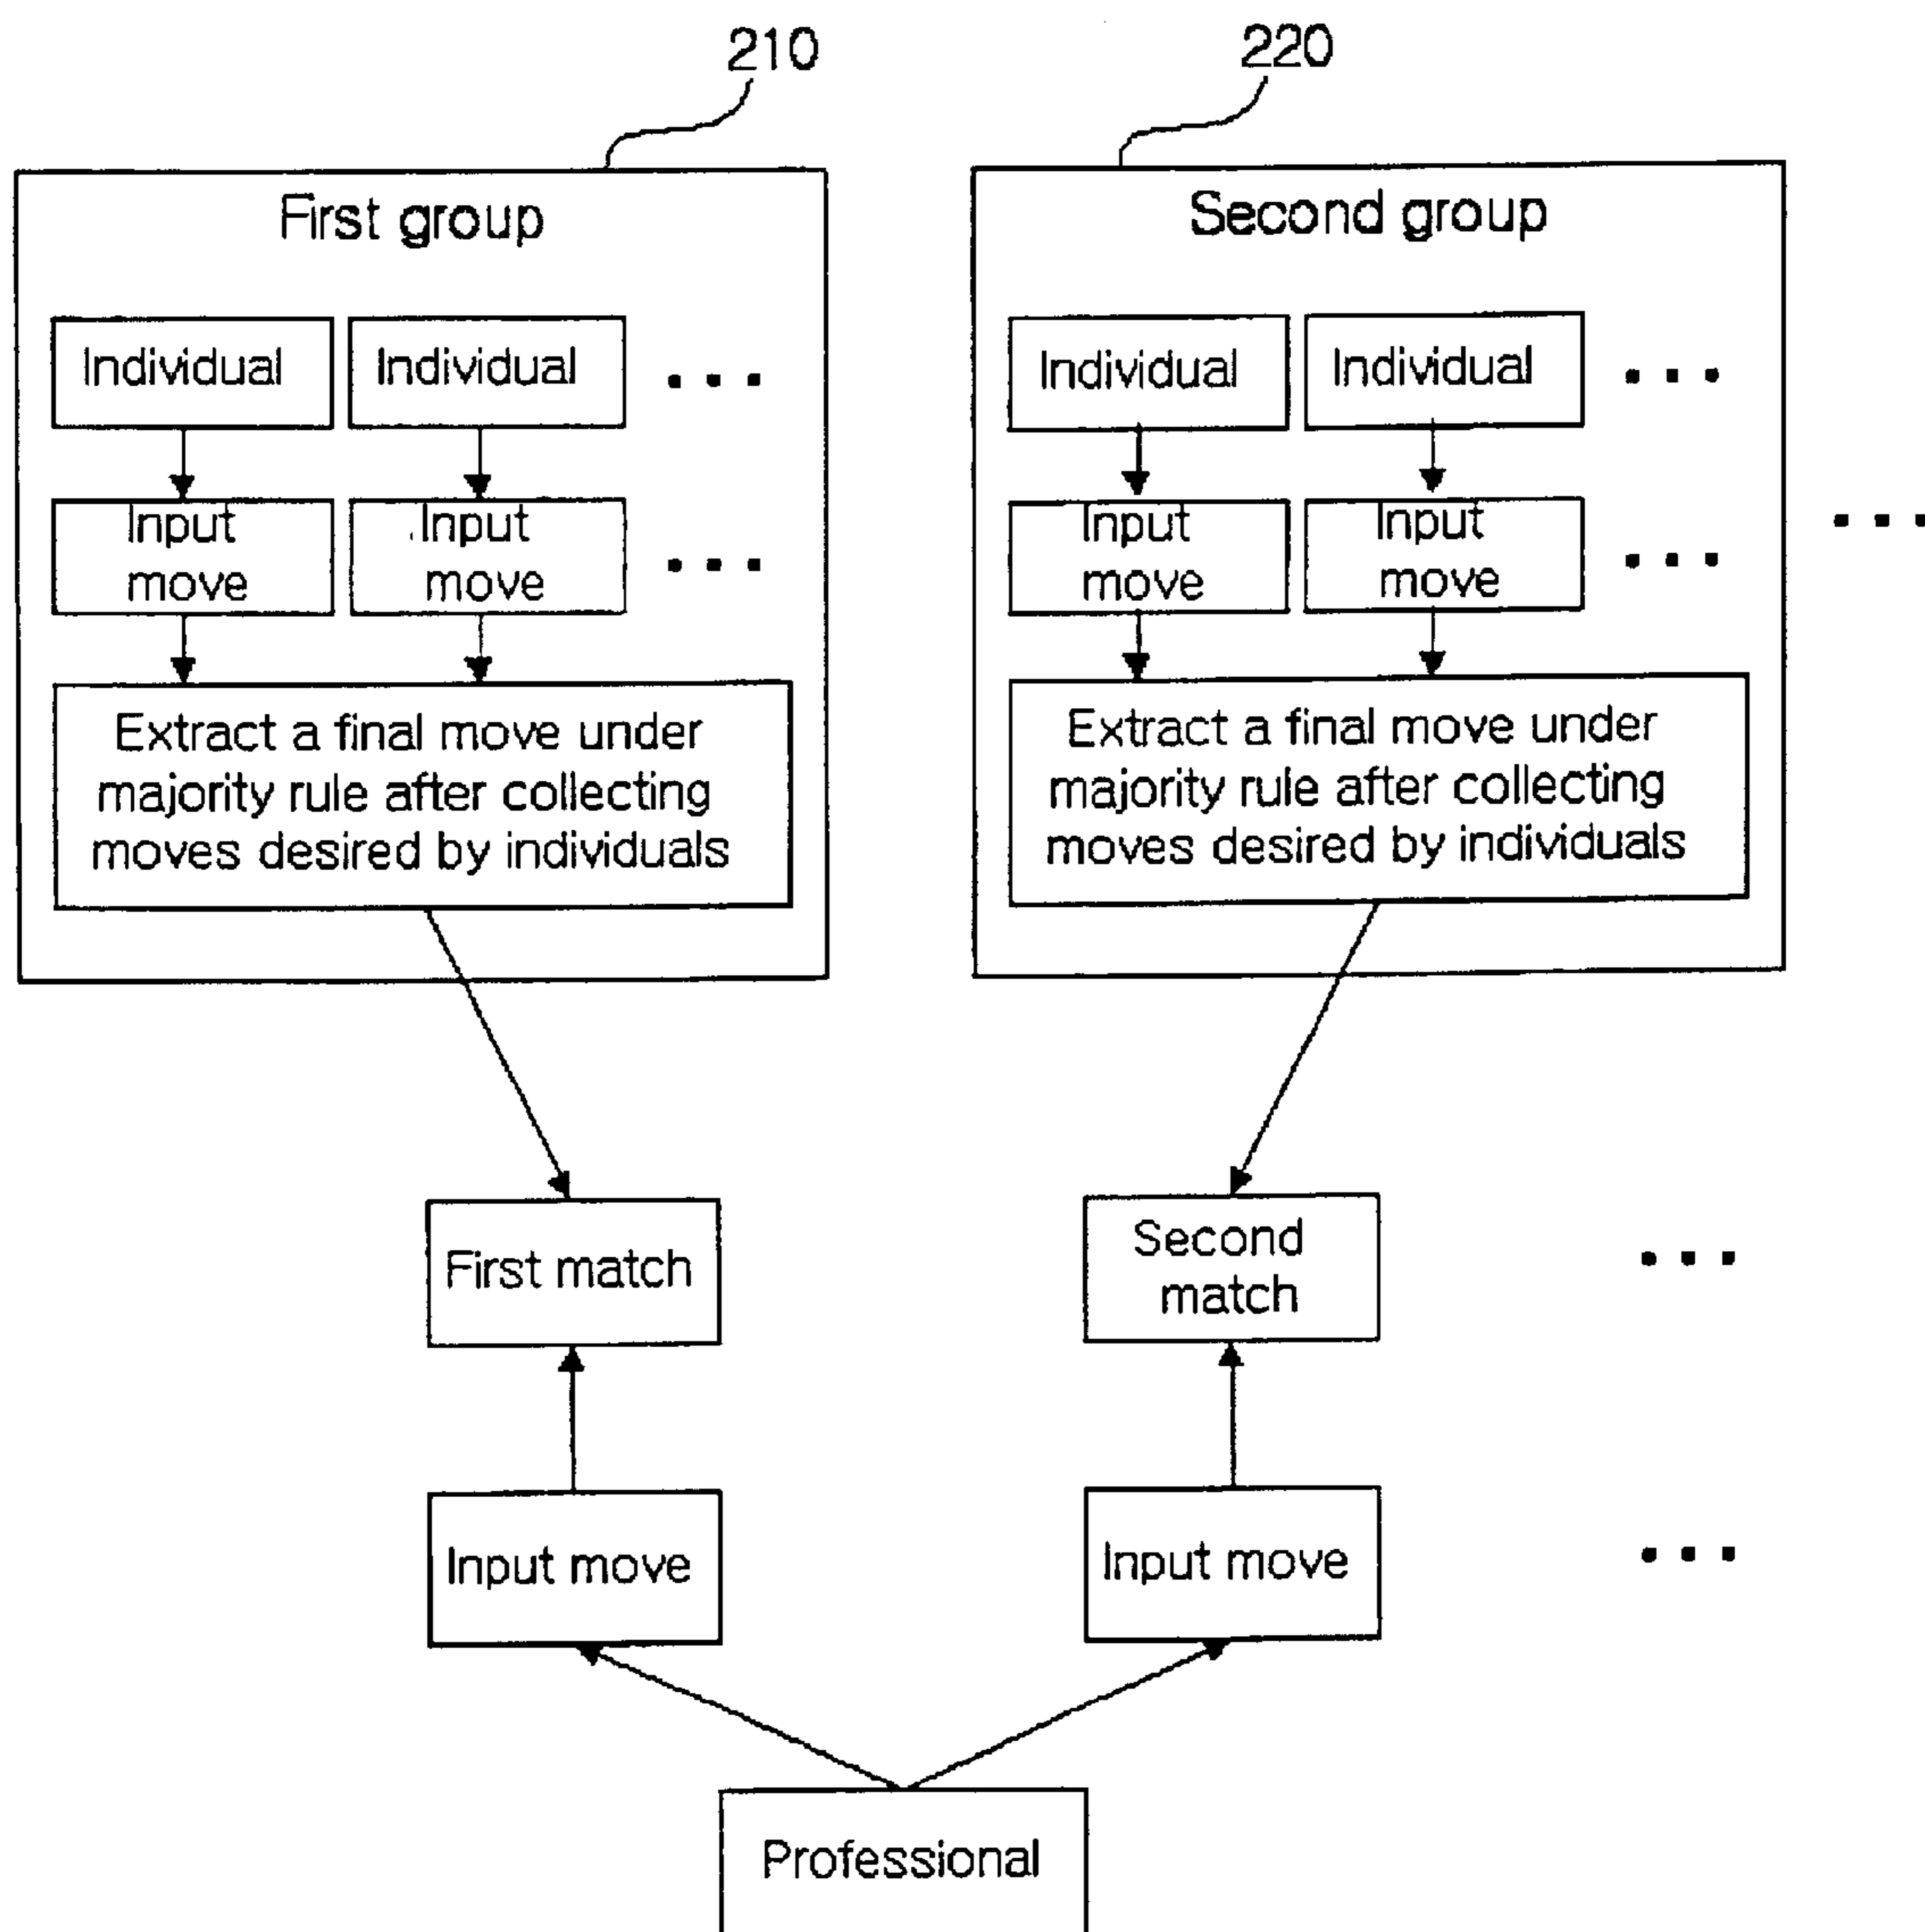 210
220
First group
Second group
Individual
Individual
...
Individual
Individual
...
Input
move
Input
move
...
Input
move
Input
move
...
...
Extract a final move under
majority rule after collecting
moves desired by individuals
Extract a final move under
majority rule after collecting
moves desired by individuals
First match
Second
match
...
Input move
Input move
...
Professional